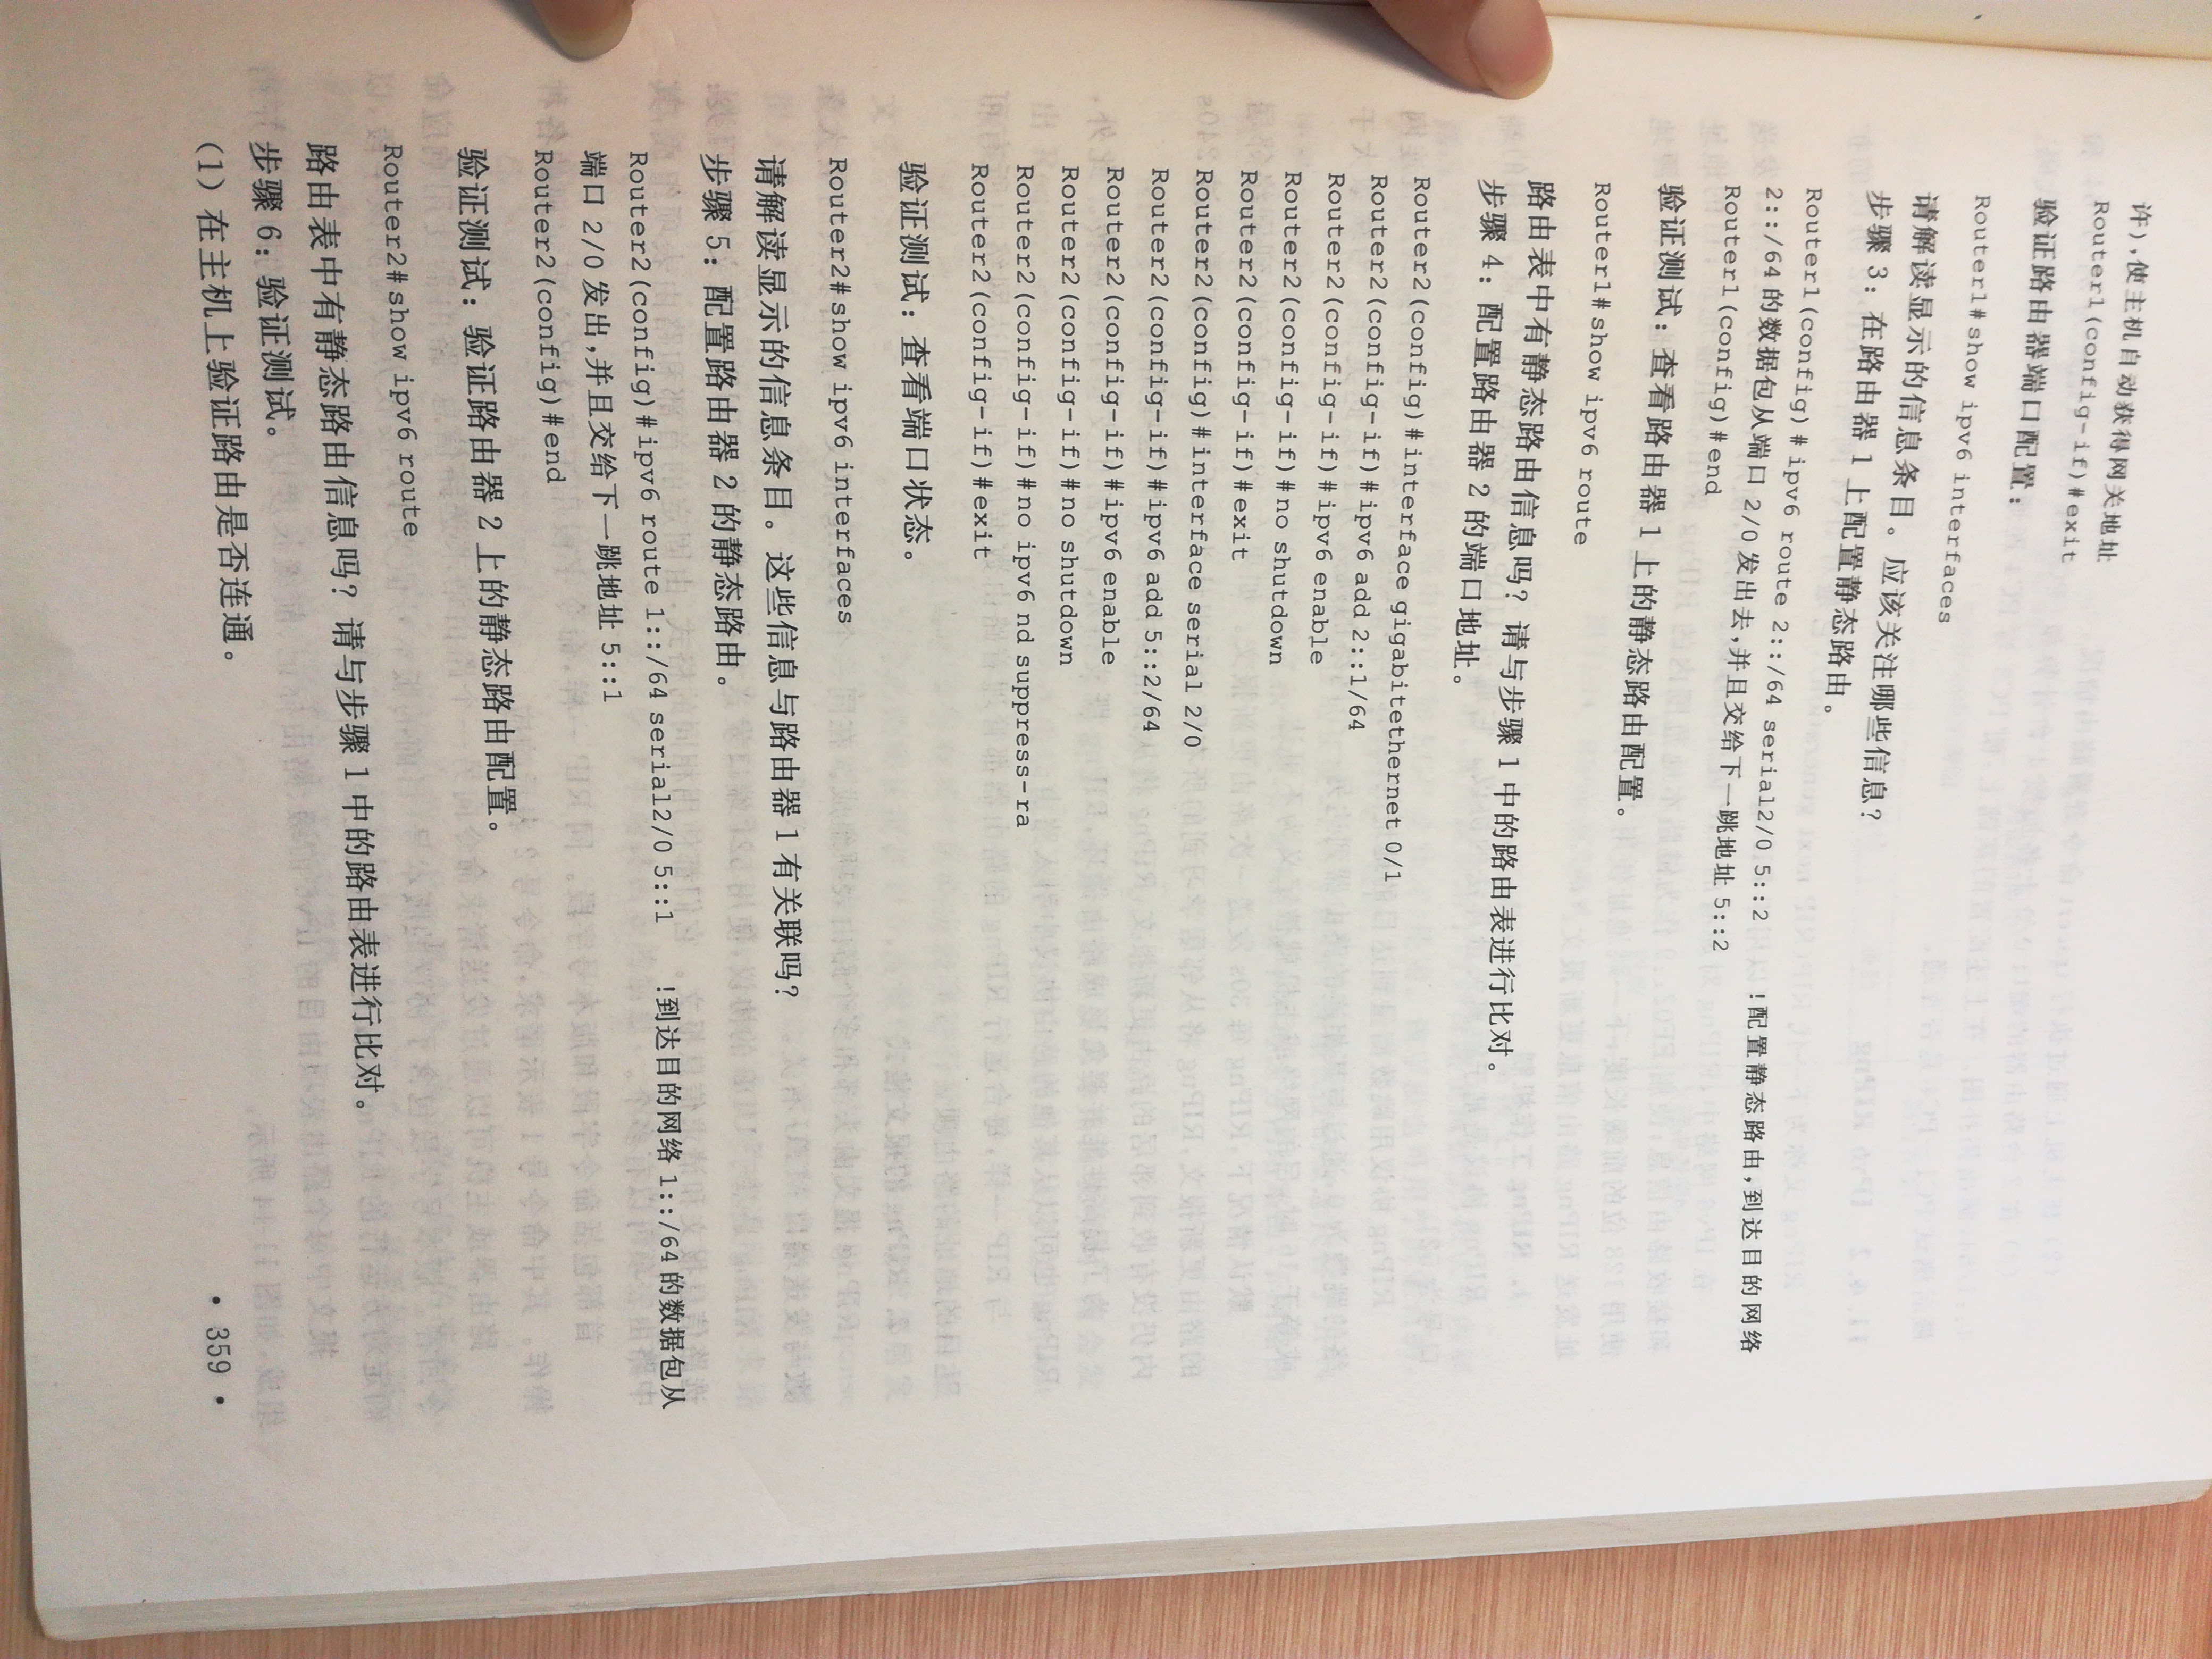 许),使主机自动获得网关地址
Router1(config-if)#exit
验证路由器端口配置:
Router1#show ipv6 interfaces
请解读显示的信息条目。应该关注哪些信息?
步骤 3: 在路由器 1 上配置静态路由。
Router1(config)#ipv6 route 2::/64 serial2/0 5::2 !配置静态路由,到达目的网络
2::/64 的数据包从端口 2/0 发出去,并且交给下一跳地址 5::2
Router1(config)#end
验证测试: 查看路由器 1 上的静态路由配置。
Router1#show ipv6 route
路由表中有静态路由信息吗? 请与步骤 1 中的路由表进行比对。
步骤 4: 配置路由器 2 的端口地址。
Router2(config)#interface gigabitethernet 0/1
Router2(config-if)#ipv6 add 2::1/64
Router2(config-if)#ipv6 enable
Router2(config-if)#no shutdown
Router2(config-if)#exit
Router2(config)#interface serial 2/0
Router2(config-if)#ipv6 add 5::2/64
Router2(config-if)#ipv6 enable
Router2(config-if)#no shutdown
Router2(config-if)#no ipv6 nd suppress-ra
Router2(config-if)#exit
验证测试: 查看端口状态。
Router2#show ipv6 interfaces
请解读显示的信息条目。这些信息与路由器 1 有关联吗?
步骤 5: 配置路由器 2 的静态路由。
Router2(config)#ipv6 route 1::/64 serial2/0 5::1 !到达目的网络 1::/64 的数据包从
端口 2/0 发出,并且交给下一跳地址 5::1
Router2(config)#end
验证测试: 验证路由器 2 上的静态路由配置。
Router2#show ipv6 route
路由表中有静态路由信息吗? 请与步骤 1 中的路由表进行比对。
步骤 6: 验证测试。
(1) 在主机上验证路由是否连通。
• 359 •